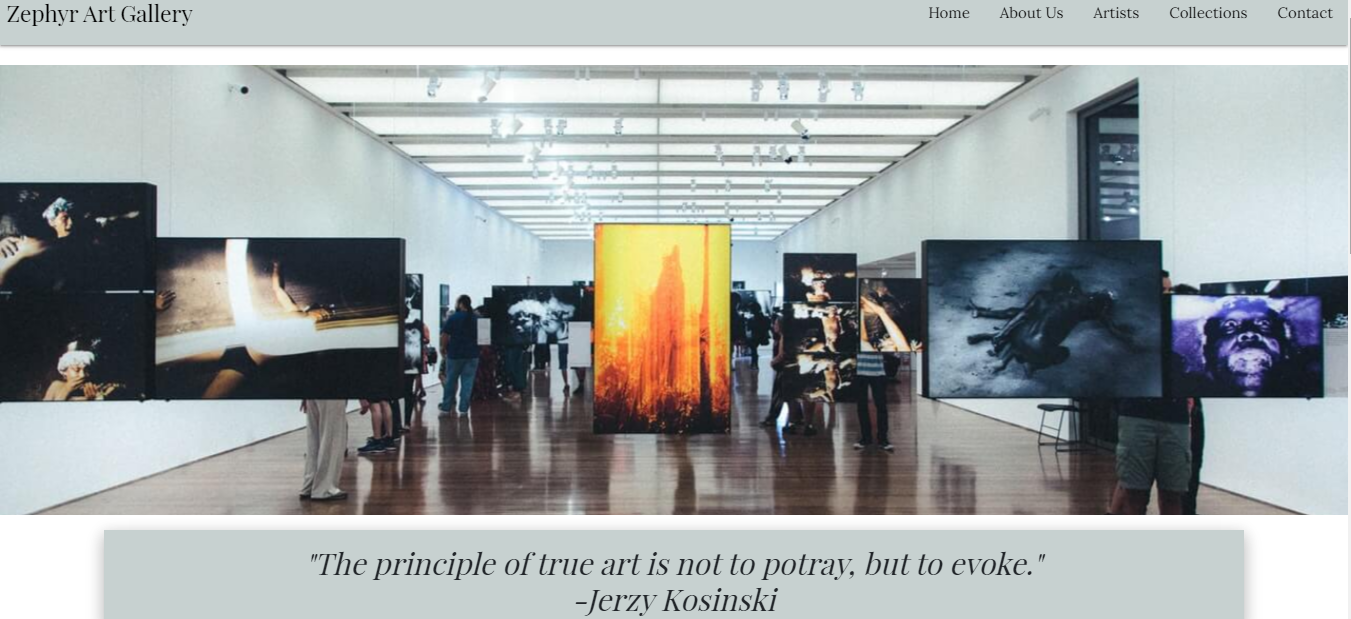 Zephyr Art Gallery
Home About Us Artists Collections Contact
"The principle of true art is not to potray, but to evoke."
-Jerzy Kosinski